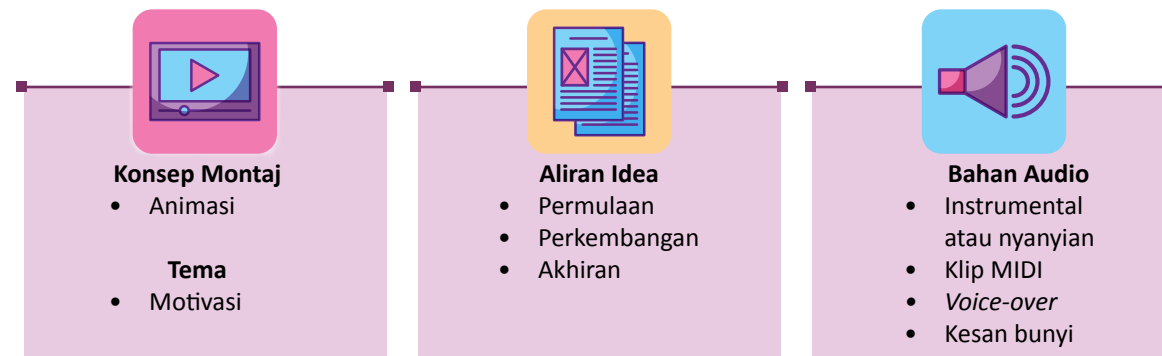 Konsep Montaj
• Animasi
Tema
• Motivasi
Aliran Idea
• Permulaan
• Perkembangan
• Akhiran
Bahan Audio
• Instrumental
atau nyanyian
• Klip MIDI
• Voice-over
• Kesan bunyi